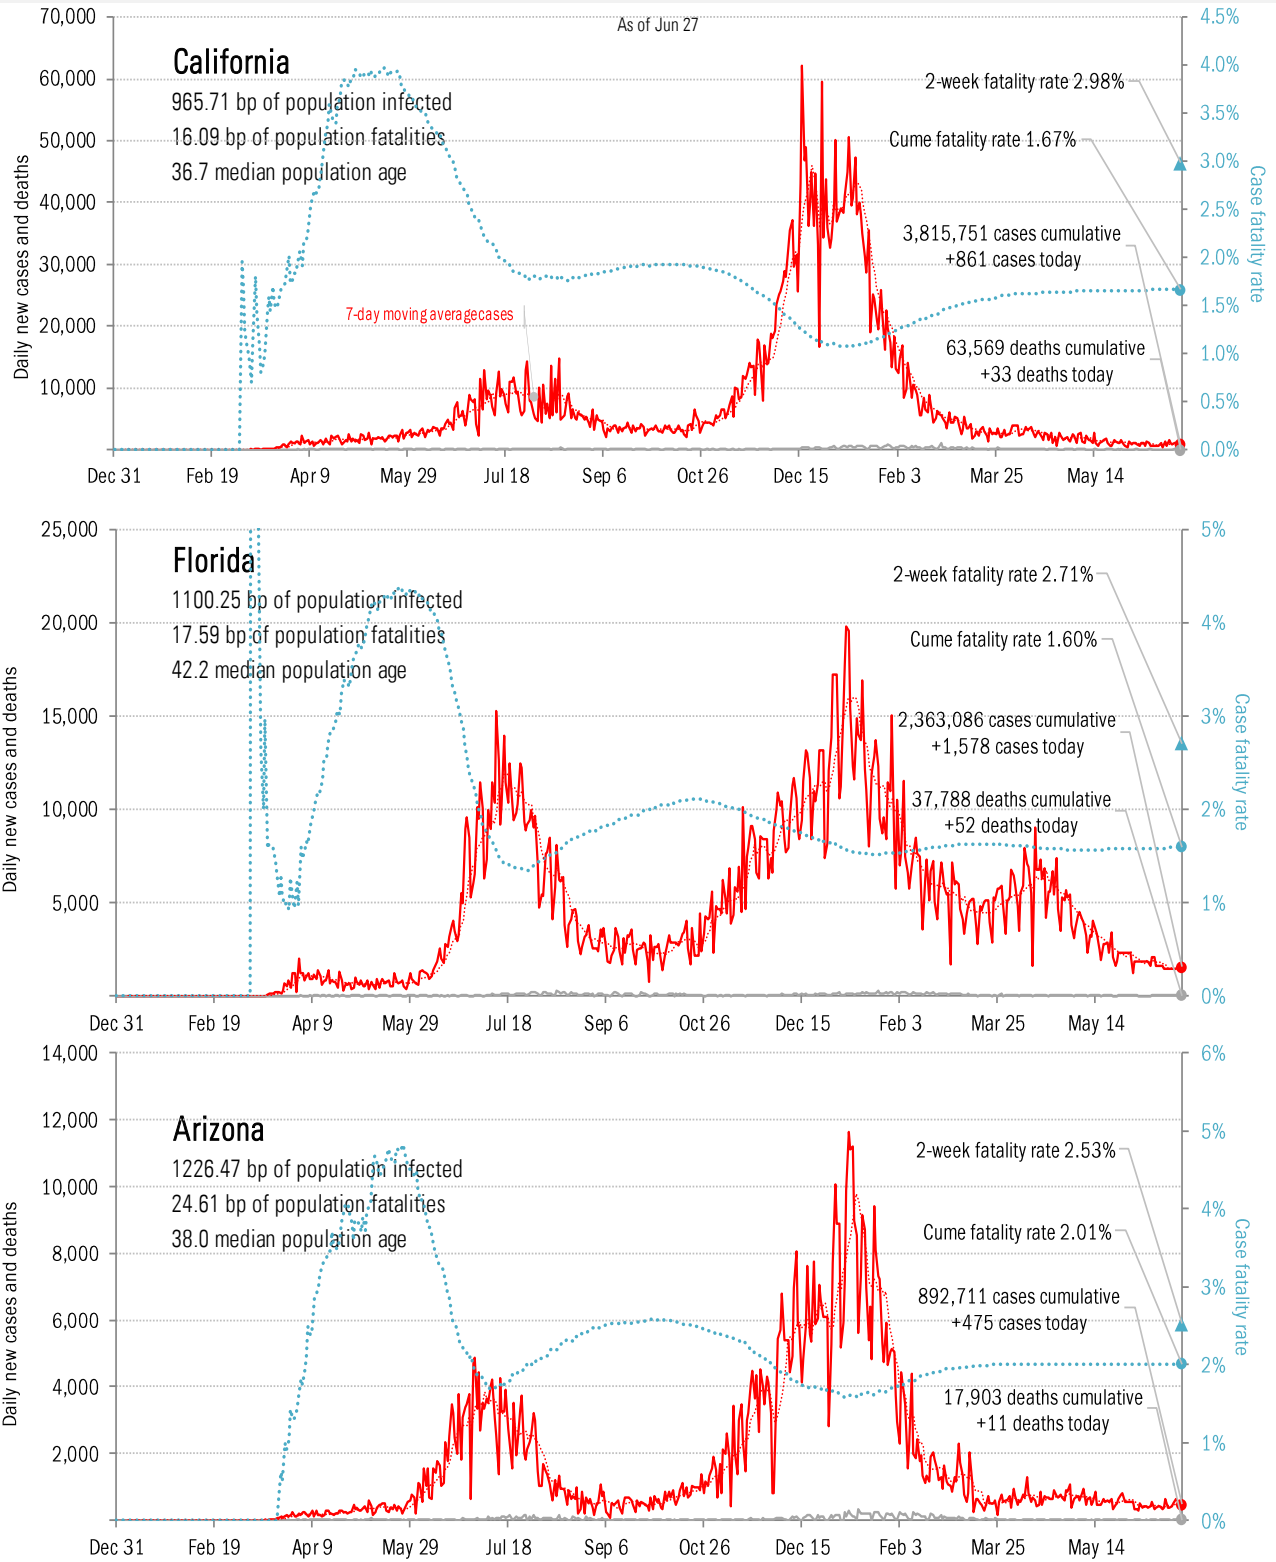 As of Jun 27
70,000
60,000
50,000
40,000
30,000
20,000
10,000
Daily new cases and deaths
California
965.71 bp of population infected
16.09 bp of population fatalities
36.7 median population age
7-day moving averagecases
2-week fatality rate 2.98%
Cume fatality rate 1.67%
3,815,751 cases cumulative
+861 cases today
63,569 deaths cumulative
+33 deaths today
4.5%
4.0%
3.5%
3.0%
2.5%
2.0%
1.5%
1.0%
0.5%
0.0%
Case fatality rate
Dec 31 Feb 19 Apr 9 May 29 Jul 18 Sep 6 Oct 26 Dec 15 Feb 3 Mar 25 May 14
25,000
20,000
15,000
10,000
5,000
Daily new cases and deaths
Florida
1100.25 bp of population infected
17.59 bp of population fatalities
42.2 median population age
2-week fatality rate 2.71%
Cume fatality rate 1.60%
2,363,086 cases cumulative
+1,578 cases today
37,788 deaths cumulative
+52 deaths today
5%
4%
3%
2%
1%
0%
Case fatality rate
Dec 31 Feb 19 Apr 9 May 29 Jul 18 Sep 6 Oct 26 Dec 15 Feb 3 Mar 25 May 14
14,000
12,000
10,000
8,000
6,000
4,000
2,000
Daily new cases and deaths
Arizona
1226.47 bp of population infected
24.61 bp of population fatalities
38.0 median population age
2-week fatality rate 2.53%
Cume fatality rate 2.01%
892,711 cases cumulative
+475 cases today
17,903 deaths cumulative
+11 deaths today
6%
5%
4%
3%
2%
1%
0%
Case fatality rate
Dec 31 Feb 19 Apr 9 May 29 Jul 18 Sep 6 Oct 26 Dec 15 Feb 3 Mar 25 May 14